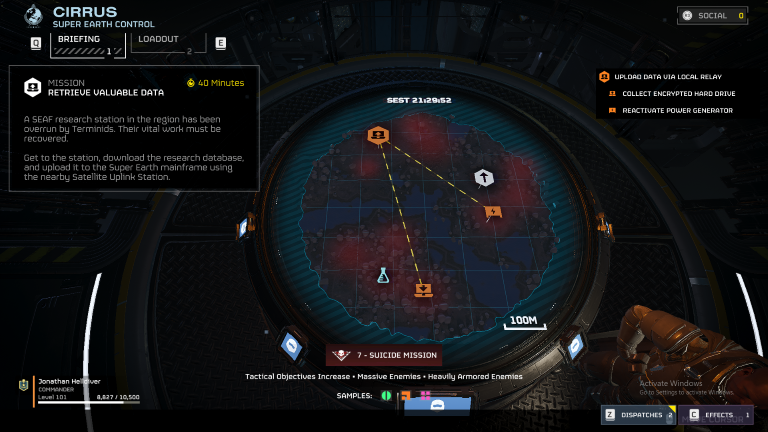 CIRRUS
SUPER EARTH CONTROL
SOCIAL 0
Q BRIEFING 1 LOADOUT 2 E
MISSION 40 Minutes
RETRIEVE VALUABLE DATA
A SEAF research station in the region has been
overrun by Terminids. Their vital work must be
recovered.
Get to the station, download the research database,
and upload it to the Super Earth mainframe using
the nearby Satellite Uplink Station.
UPLOAD DATA VIA LOCAL RELAY
COLLECT ENCRYPTED HARD DRIVE
REACTIVATE POWER GENERATOR
SEST 21:29:52
100M
7 - SUICIDE MISSION
Tactical Objectives Increase • Massive Enemies • Heavily Armored Enemies
SAMPLES:
Jonathan Helldiver
COMMANDER
Level 101 8,827 / 10,500
Activate Windows
Go to Settings to activate Windows.
Z DISPATCHES 2 C EFFECTS 1
MOVE CURSOR